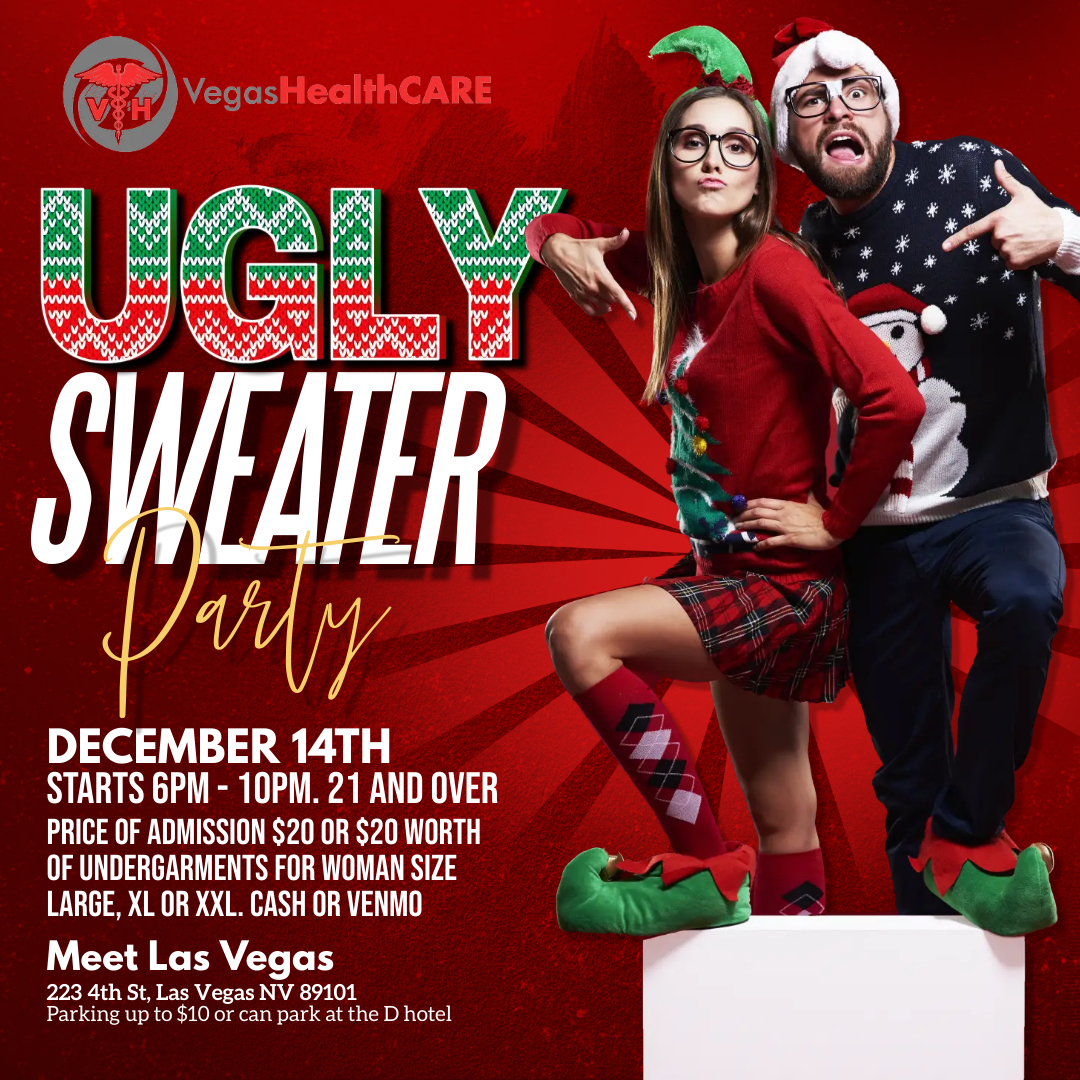 VH VegasHealthCARE
UGLY
SWEATER
Party
DECEMBER 14TH
STARTS 6PM - 10PM. 21 AND OVER
PRICE OF ADMISSION $20 OR $20 WORTH
OF UNDERGARMENTS FOR WOMAN SIZE
LARGE, XL OR XXL. CASH OR VENMO
Meet Las Vegas
223 4th St, Las Vegas NV 89101
Parking up to $10 or can park at the D hotel